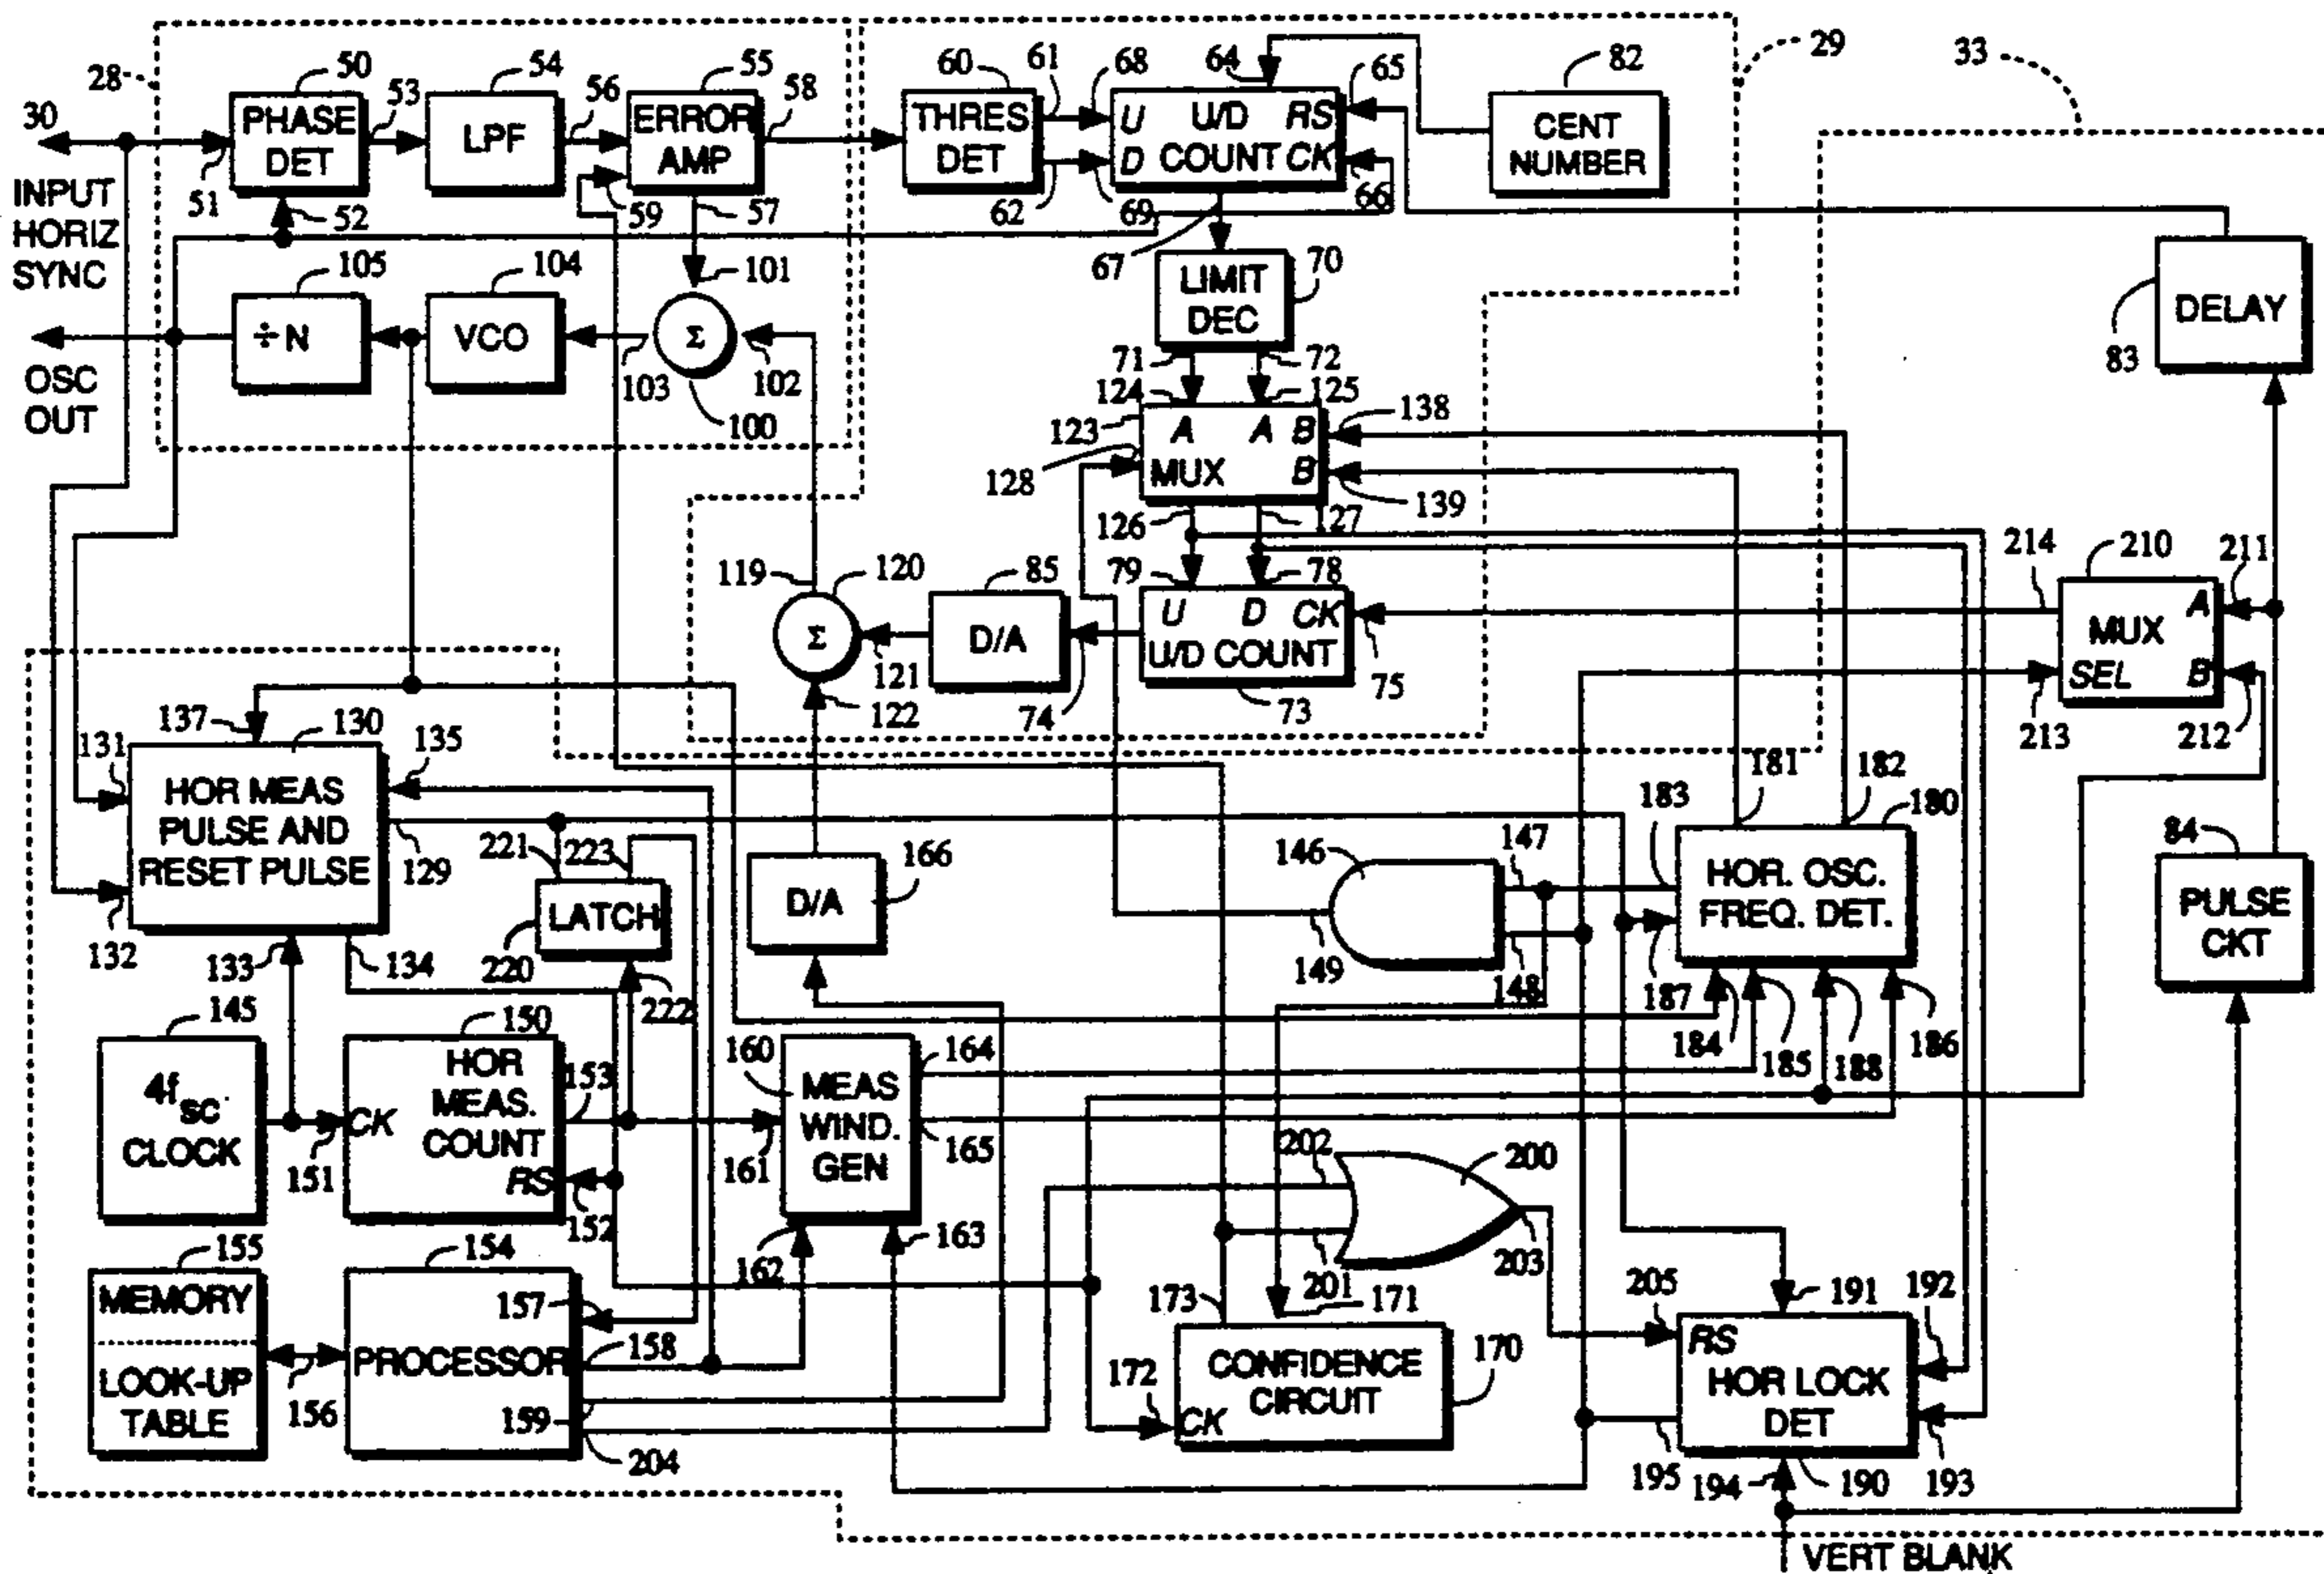 28
50
53
54
56
55
58
60
61
68
64
65
82
29
33
30
51
PHASE
DET
LPF
ERROR
AMP
THRES
DET
U
D
U/D
COUNT
RS
CK
CENT
NUMBER
INPUT
HORIZ
SYNC
52
59
57
62
69
67
66
105
104
101
70
÷N
VCO
Σ
103
102
100
LIMIT
DEC
83
DELAY
OSC
OUT
71
72
124
125
123
128
A
A
B
MUX
B
138
139
126
127
119
120
85
79
78
214
210
211
Σ
D/A
U
D
CK
U/D COUNT
MUX
A
SEL
B
121
122
74
73
75
213
212
137
130
131
135
HOR MEAS
PULSE AND
RESET PULSE
129
132
133
134
221
223
LATCH
220
222
D/A
166
146
147
149
148
183
181
182
180
HOR. OSC.
FREQ. DET.
187
184
185
188
186
84
PULSE
CKT
145
4fSC
CLOCK
150
CK
HOR
MEAS.
COUNT
RS
153
151
152
160
MEAS
WIND.
GEN
164
165
161
162
163
202
200
201
203
155
MEMORY
LOOK-UP
TABLE
156
154
PROCESSOR
157
158
159
204
173
171
172
CK
CONFIDENCE
CIRCUIT
170
205
191
192
RS
HOR LOCK
DET
195
194
190
193
VERT BLANK